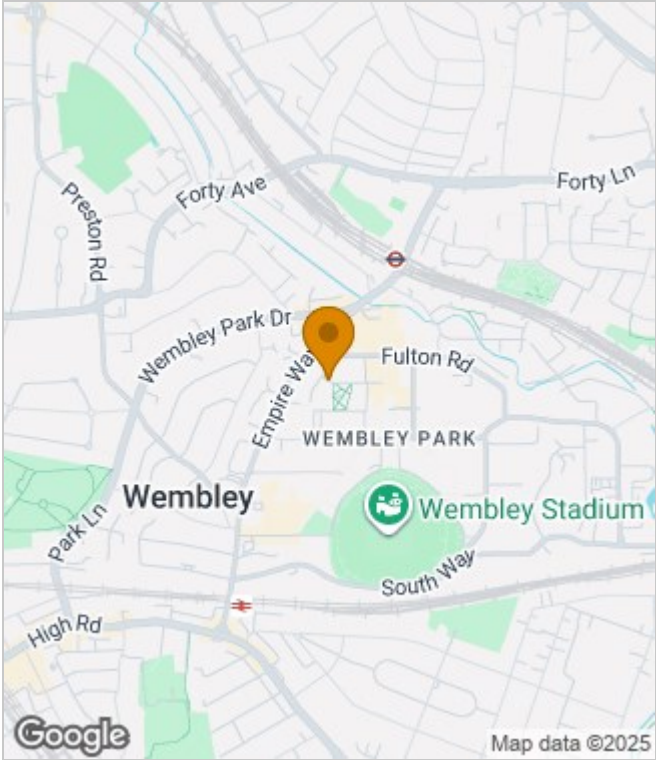 Forty Ln
Forty Ave
Preston Rd
Wembley Park Dr
Empire Way
Fulton Rd
WEMBLEY PARK
Wembley
Wembley Stadium
Park Ln
South Way
High Rd
Google
Map data ©2025